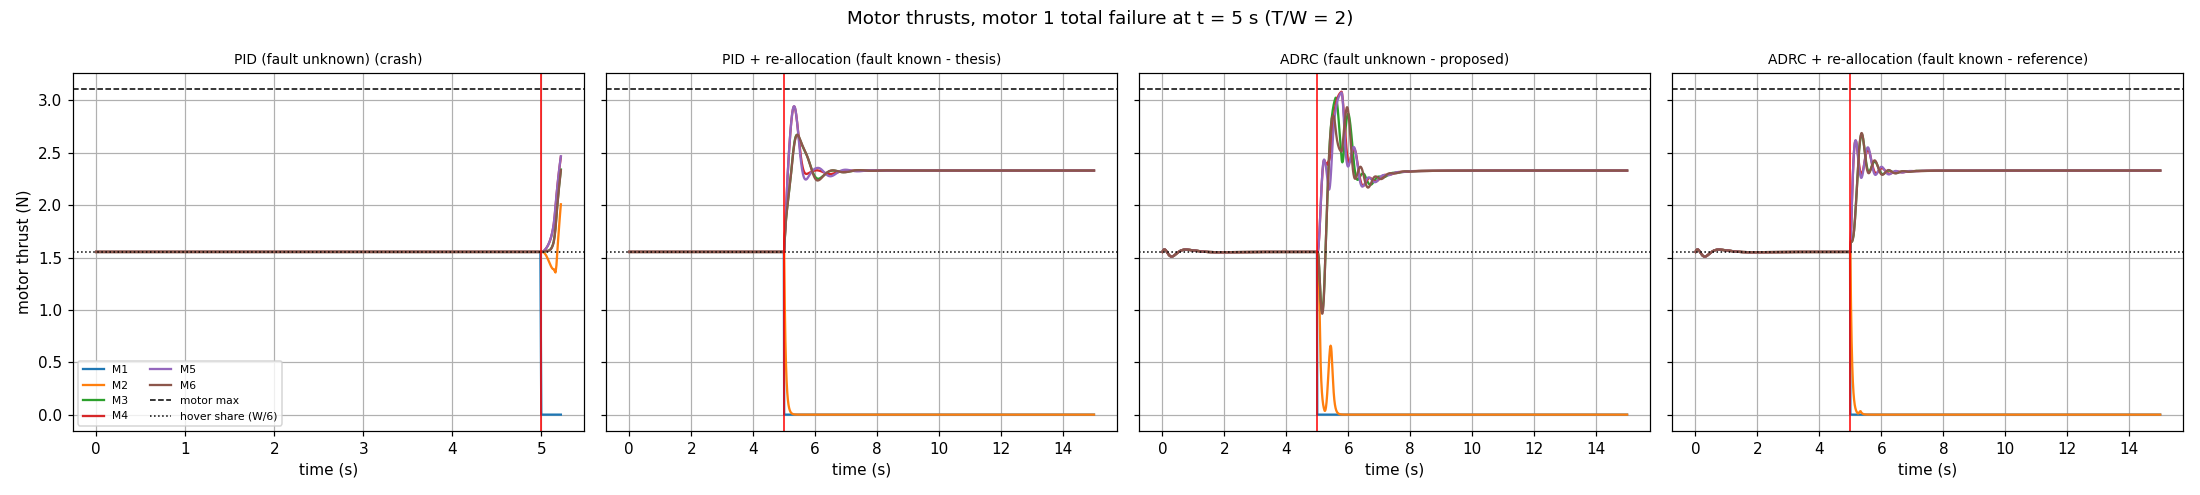 Motor thrusts, motor 1 total failure at t = 5 s (T/W = 2)
PID (fault unknown) (crash)
PID + re-allocation (fault known - thesis)
ADRC (fault unknown - proposed)
ADRC + re-allocation (fault known - reference)
motor thrust (N)
3.0
2.5
2.0
1.5
1.0
0.5
0.0
M1
M2
M3
M4
M5
M6
motor max
hover share (W/6)
0 1 2 3 4 5
time (s)
0 2 4 6 8 10 12 14
time (s)
0 2 4 6 8 10 12 14
time (s)
0 2 4 6 8 10 12 14
time (s)